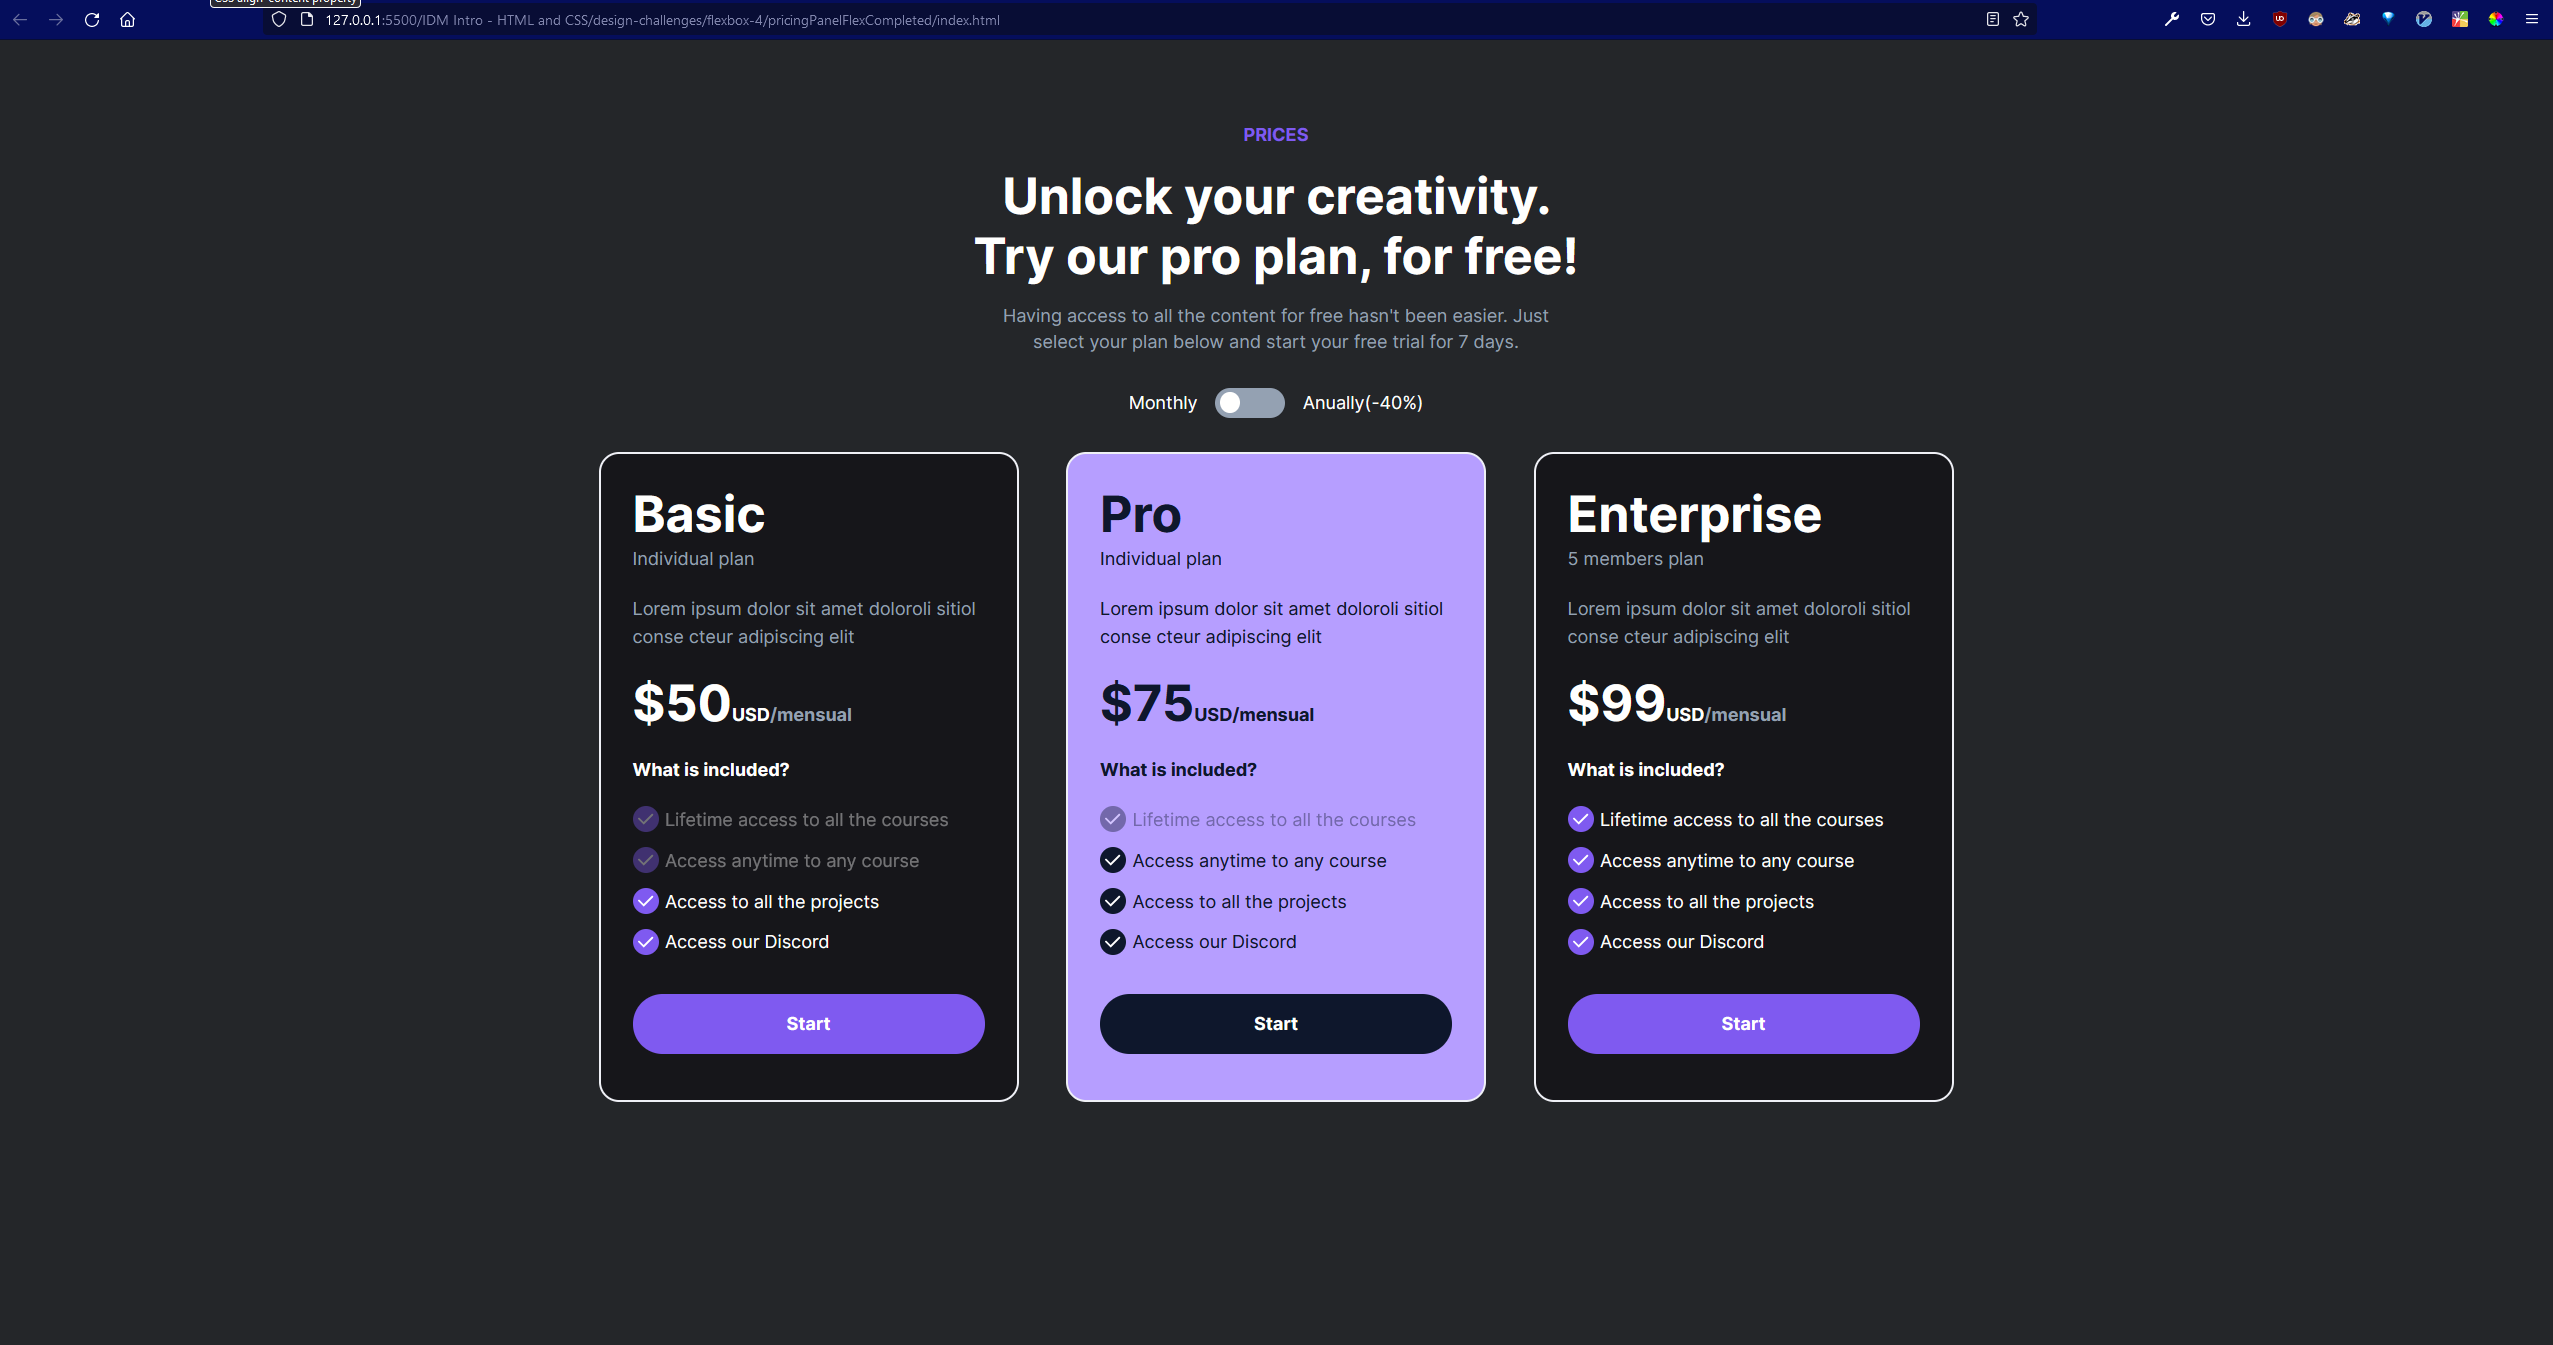 CSS align-content property
127.0.0.1:5500/IDM Intro - HTML and CSS/design-challenges/flexbox-4/pricingPanelFlexCompleted/index.html
PRICES
Unlock your creativity.
Try our pro plan, for free!
Having access to all the content for free hasn't been easier. Just
select your plan below and start your free trial for 7 days.
Monthly
Anually(-40%)
Basic
Individual plan
Lorem ipsum dolor sit amet doloroli sitiol
conse cteur adipiscing elit
$50USD/mensual
What is included?
Lifetime access to all the courses
Access anytime to any course
Access to all the projects
Access our Discord
Start
Pro
Individual plan
Lorem ipsum dolor sit amet doloroli sitiol
conse cteur adipiscing elit
$75USD/mensual
What is included?
Lifetime access to all the courses
Access anytime to any course
Access to all the projects
Access our Discord
Start
Enterprise
5 members plan
Lorem ipsum dolor sit amet doloroli sitiol
conse cteur adipiscing elit
$99USD/mensual
What is included?
Lifetime access to all the courses
Access anytime to any course
Access to all the projects
Access our Discord
Start